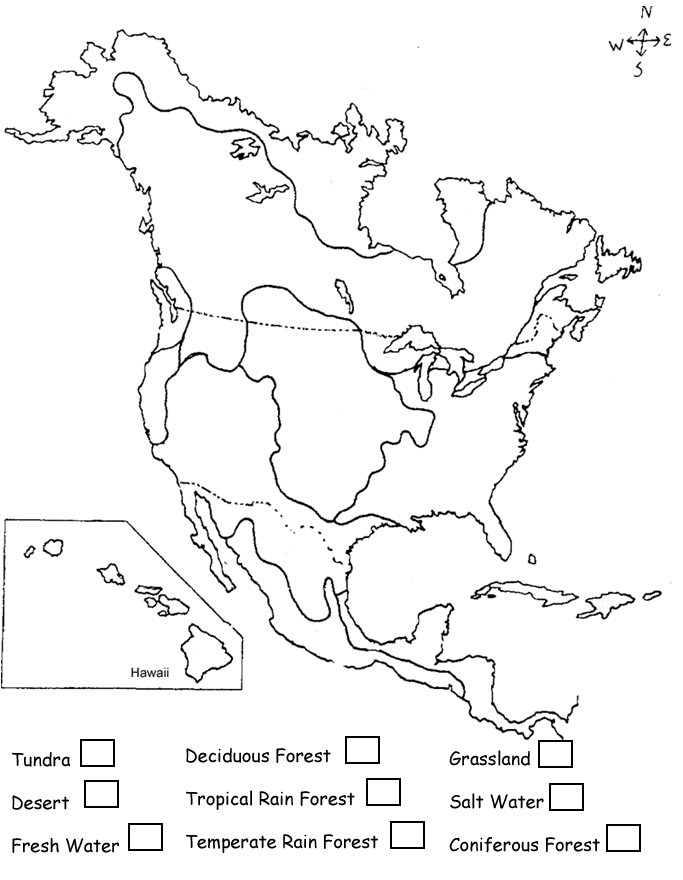 N
W E
S
Hawaii
Tundra Deciduous Forest Grassland
Desert Tropical Rain Forest Salt Water
Fresh Water Temperate Rain Forest Coniferous Forest